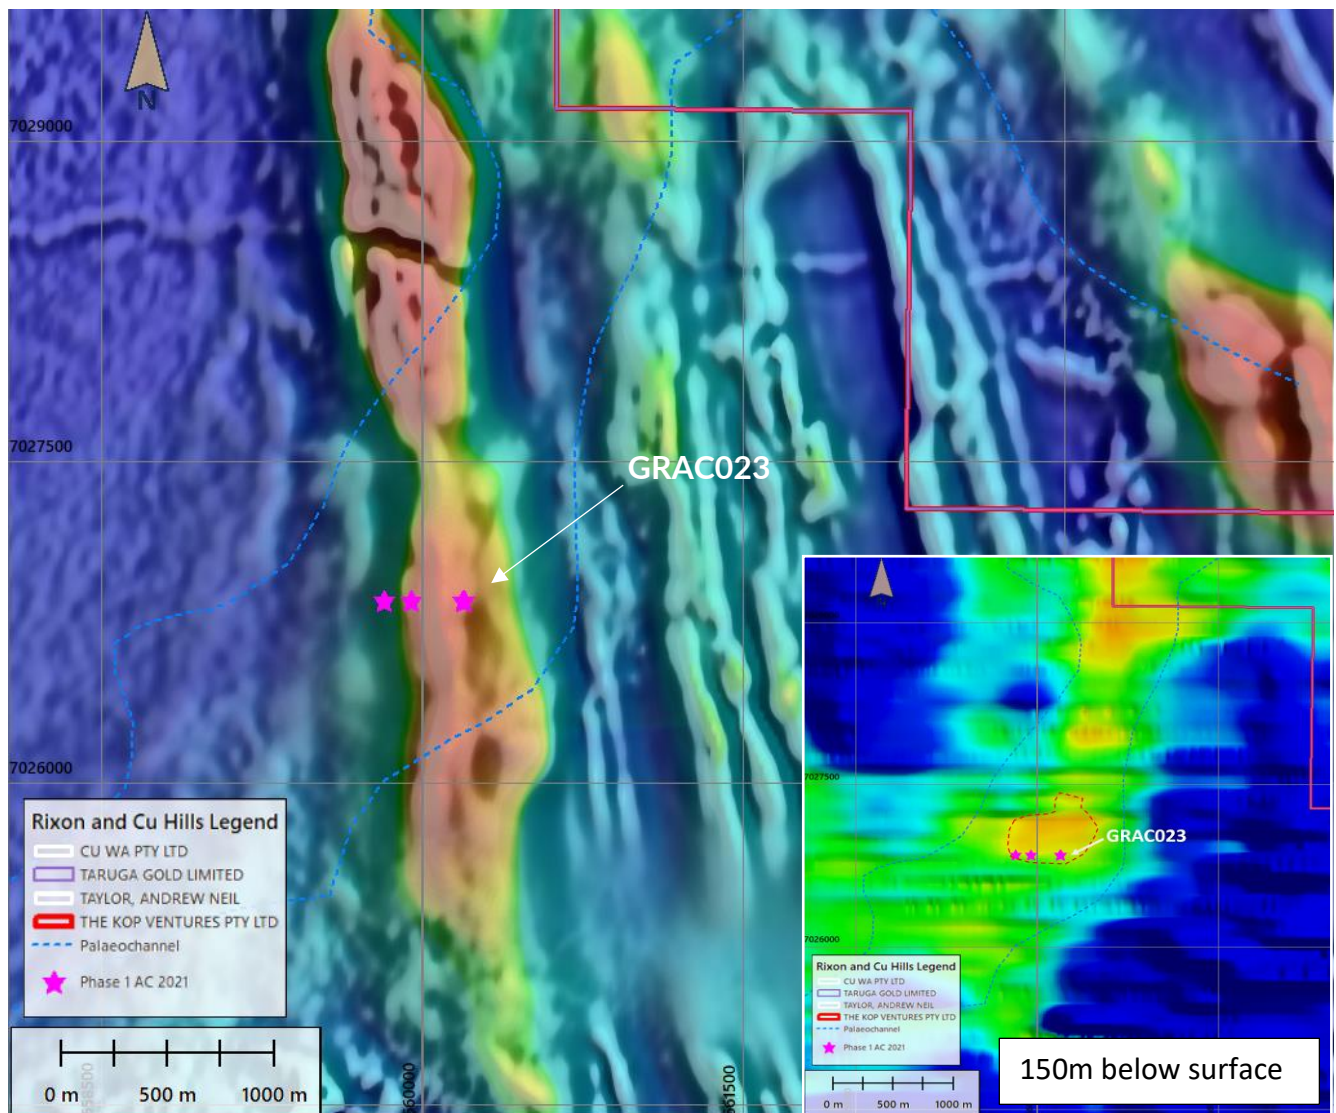 N
7029000
7027500
GRAC023
7026000
Rixon and Cu Hills Legend
CU WA PTY LTD
TARUGA GOLD LIMITED
TAYLOR, ANDREW NEIL
THE KOP VENTURES PTY LTD
Palaeochannel
Phase 1 AC 2021
0 m 500 m 1000 m
7027500
GRAC023
7026000
Rixon and Cu Hills Legend
CU WA PTY LTD
TARUGA GOLD LIMITED
TAYLOR, ANDREW NEIL
THE KOP VENTURES PTY LTD
Palaeochannel
Phase 1 AC 2021
0 m 500 m 1000 m
150m below surface